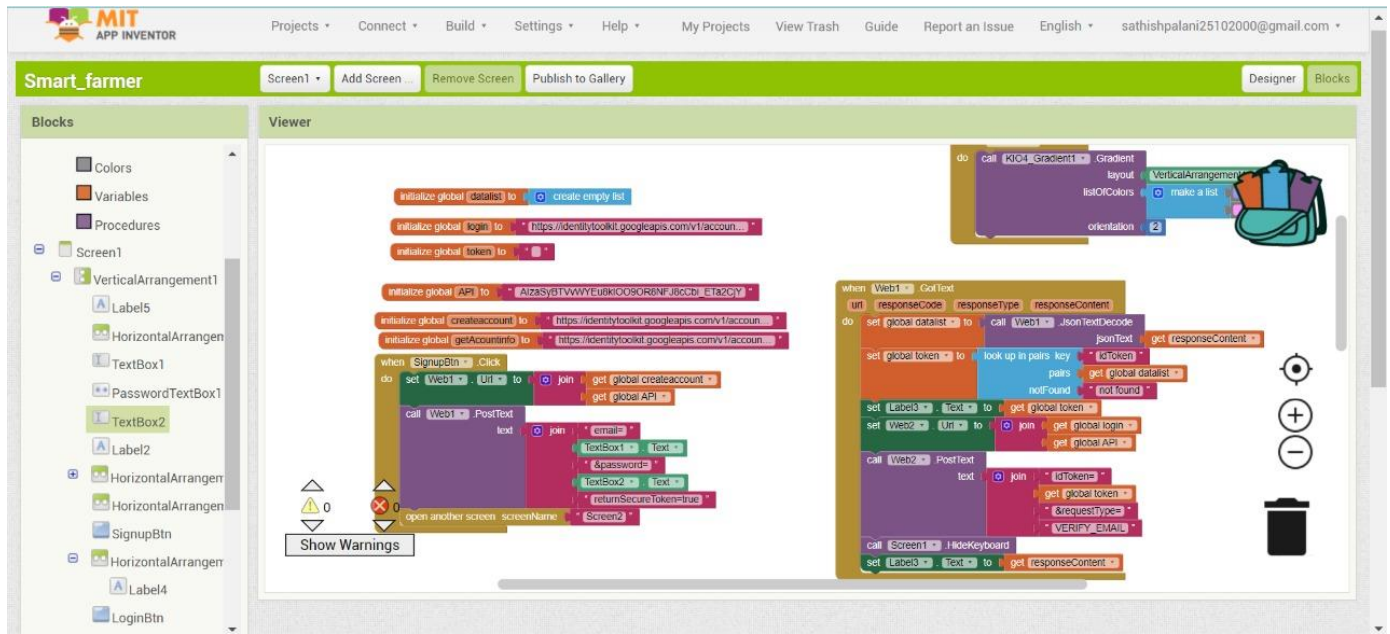 MIT
APP INVENTOR
Projects Connect Build Settings Help My Projects View Trash Guide Report an Issue English sathishpalani25102000@gmail.com
Smart_farmer
Screen1 Add Screen ... Remove Screen Publish to Gallery Designer Blocks
Blocks
Viewer
Colors
Variables
Procedures
Screen1
VerticalArrangement1
Label5
HorizontalArrangen
TextBox1
PasswordTextBox1
TextBox2
Label2
HorizontalArrangem
HorizontalArrangen
SignupBtn
HorizontalArrangem
Label4
LoginBtn
initialize global datalist to create empty list
initialize global login to " https://identitytoolkit.googleapis.com/v1/accoun... "
initialize global token to " "
initialize global API to
initialize global createaccount to " https://identitytoolkit.googleapis.com/v1/accoun... "
initialize global getAcountinfo to " https://identitytoolkit.googleapis.com/v1/accoun... "
when SignupBtn .Click
do set Web1 . Url to join get global createaccount
get global API
call Web1 .PostText
text join " email= "
TextBox1 . Text
" &password= "
TextBox2 . Text
" returnSecureToken=true "
open another screen screenName " Screen2 "
0 0
Show Warnings
do call KIO4_Gradient1 .Gradient
layout VerticalArrangement
listOfColors make a list
orientation 2
when Web1 .GotText
url responseCode responseType responseContent
do set global datalist to call Web1 .JsonTextDecode
jsonText get responseContent
set global token to look up in pairs key " idToken "
pairs get global datalist
notFound " not found "
set Label3 . Text to get global token
set Web2 . Url to join get global login
get global API
call Web2 .PostText
text join " idToken= "
get global token
" &requestType= "
" VERIFY_EMAIL "
call Screen1 .HideKeyboard
set Label3 . Text to get responseContent